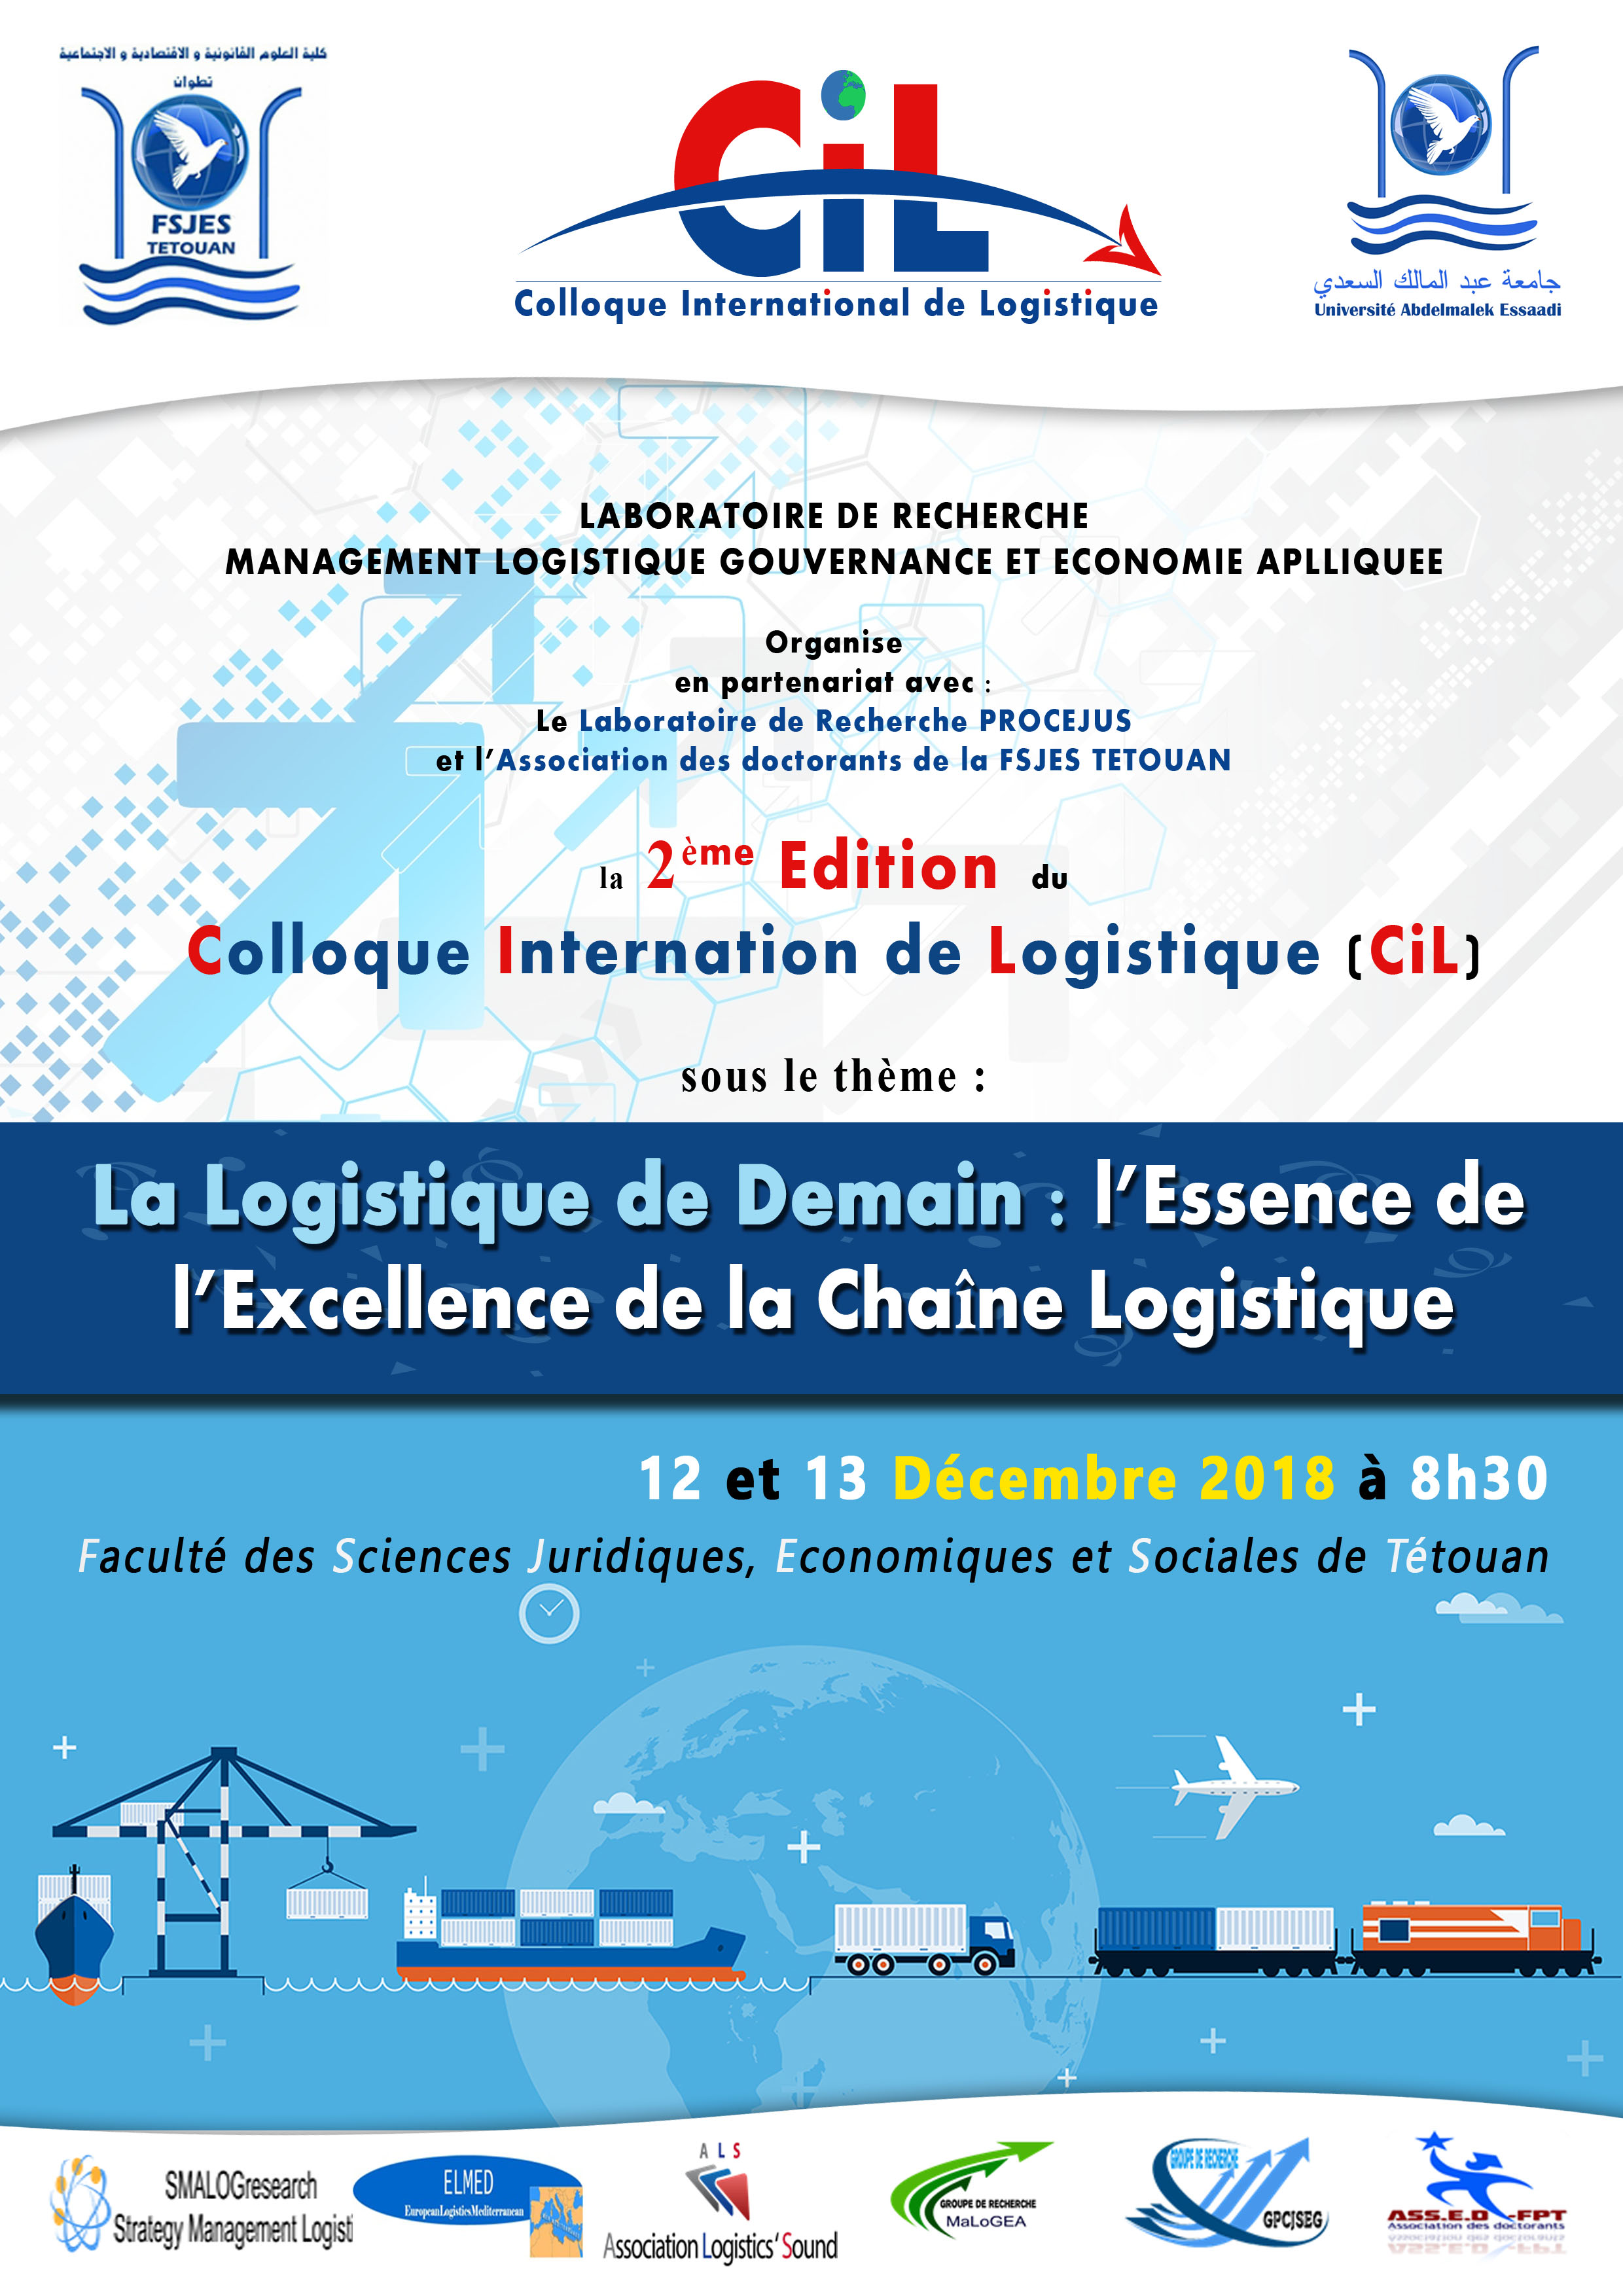 كلية العلوم القانونية و الاقتصادية و الاجتماعية
تطوان
FSJES
TETOUAN
CiL
Colloque International de Logistique
جامعة عبد المالك السعدي
Université Abdelmalek Essaadi
LABORATOIRE DE RECHERCHE
MANAGEMENT LOGISTIQUE GOUVERNANCE ET ECONOMIE APLLIQUEE
Organise
en partenariat avec :
Le Laboratoire de Recherche PROCEJUS
et l’Association des doctorants de la FSJES TETOUAN
la 2ème Edition du
Colloque Internation de Logistique (CiL)
sous le thème :
La Logistique de Demain : l’Essence de
l’Excellence de la Chaîne Logistique
12 et 13 Décembre 2018 à 8h30
Faculté des Sciences Juridiques, Economiques et Sociales de Tétouan
SMALOGresearch
Strategy Management Logisti
ELMED
EuropeanLogisticsMediterranean
A L S
Association Logistics‘ Sound
GROUPE DE RECHERCHE
MaLoGEA
GROUPE DE RECHERCHE
GPCJSEG
ASS.E.D -FPT
Association des doctorants